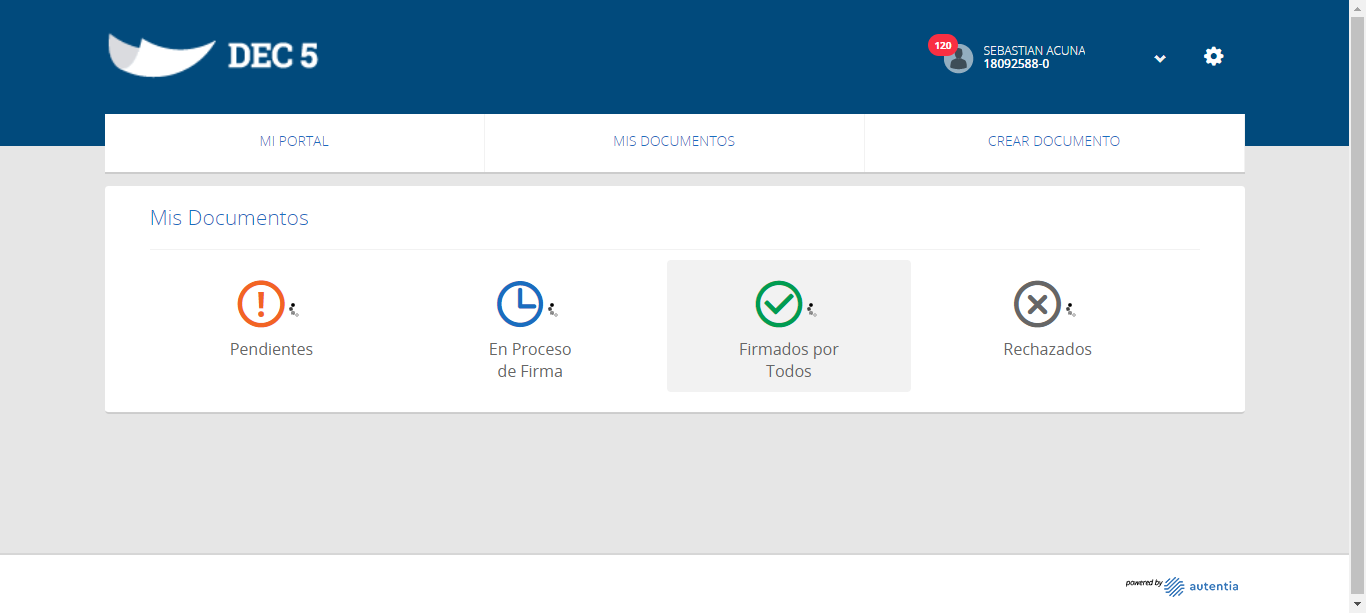 DEC 5
120
SEBASTIAN ACUNA
18092588-0
MI PORTAL
MIS DOCUMENTOS
CREAR DOCUMENTO
Mis Documentos
Pendientes
En Proceso
de Firma
Firmados por
Todos
Rechazados
powered by
autentia